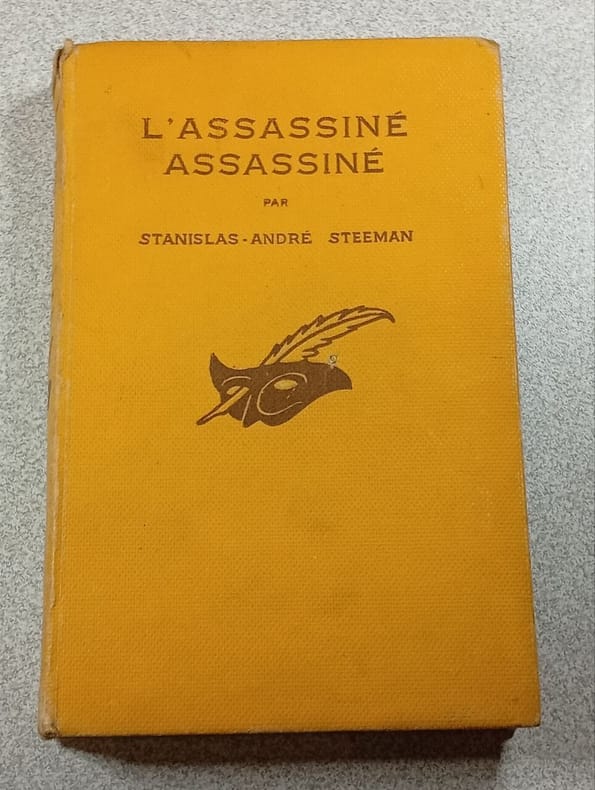 L'ASSASSINÉ
ASSASSINÉ
PAR
STANISLAS-ANDRÉ STEEMAN